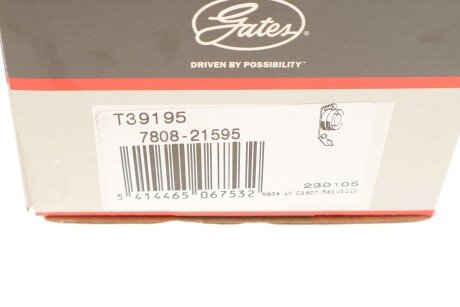 Gates®
DRIVEN BY POSSIBILITY™
T39195
7808-21595
5 414465 067532
230105
Made in Czech Republic